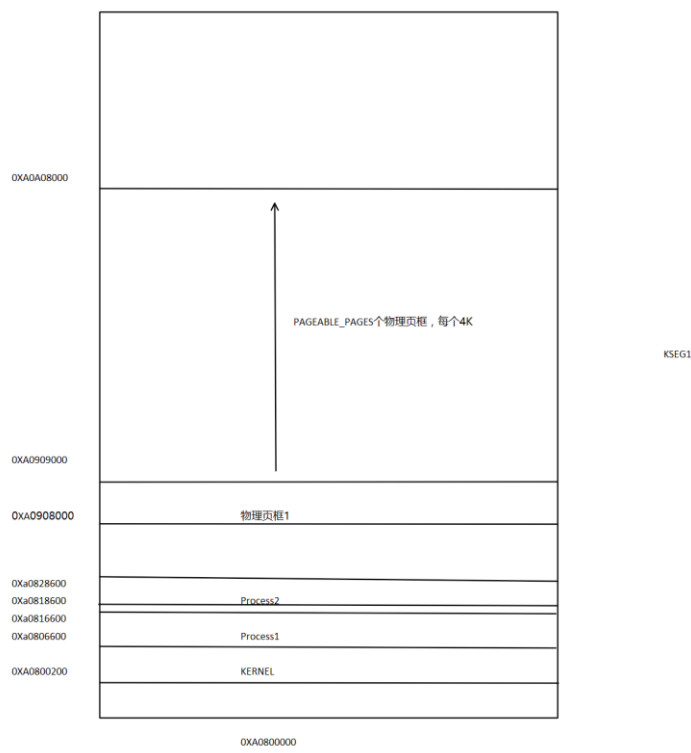 0XA0A08000
PAGEABLE_PAGES个物理页框，每个4K
KSEG1
0XA0909000
0XA0908000
物理页框1
0Xa0828600
0Xa0818600
Process2
0Xa0816600
0Xa0806600
Process1
0XA0800200
KERNEL
0XA0800000